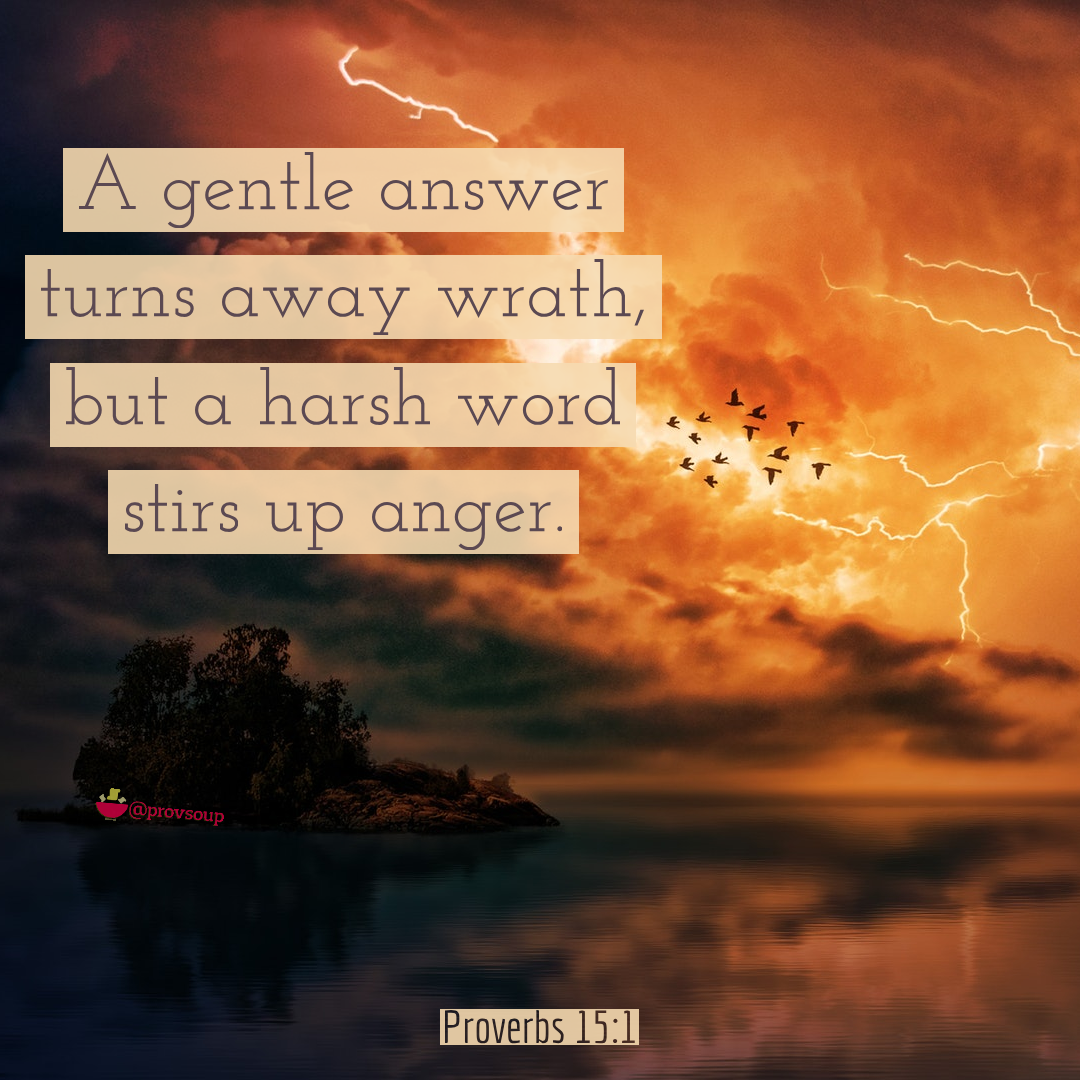 A gentle answer
turns away wrath,
but a harsh word
stirs up anger.
@provsoup
Proverbs 15:1